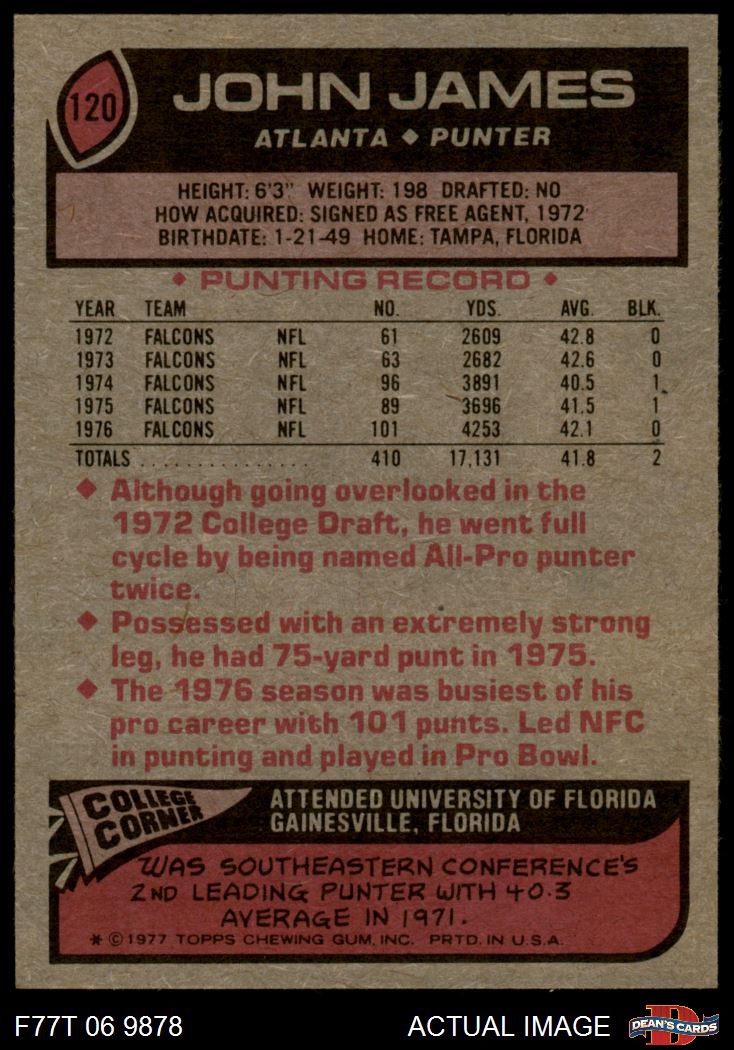 120
JOHN JAMES
ATLANTA ◆ PUNTER
HEIGHT: 6'3" WEIGHT: 198 DRAFTED: NO
HOW ACQUIRED: SIGNED AS FREE AGENT, 1972
BIRTHDATE: 1-21-49 HOME: TAMPA, FLORIDA
◆ PUNTING RECORD ◆
YEAR TEAM NO. YDS. AVG. BLK.
1972 FALCONS NFL 61 2609 42.8 0
1973 FALCONS NFL 63 2682 42.6 0
1974 FALCONS NFL 96 3891 40.5 1
1975 FALCONS NFL 89 3696 41.5 1
1976 FALCONS NFL 101 4253 42.1 0
TOTALS . . . . . . . . . . . . . . . 410 17,131 41.8 2
◆ Although going overlooked in the
1972 College Draft, he went full
cycle by being named All-Pro punter
twice.
◆ Possessed with an extremely strong
leg, he had 75-yard punt in 1975.
◆ The 1976 season was busiest of his
pro career with 101 punts. Led NFC
in punting and played in Pro Bowl.
COLLEGE
CORNER
ATTENDED UNIVERSITY OF FLORIDA
GAINESVILLE, FLORIDA
WAS SOUTHEASTERN CONFERENCE'S
2ND LEADING PUNTER WITH 40.3
AVERAGE IN 1971.
* © 1977 TOPPS CHEWING GUM, INC. PRTD. IN U.S.A.
F77T 06 9878 ACTUAL IMAGE DEAN'S CARDS